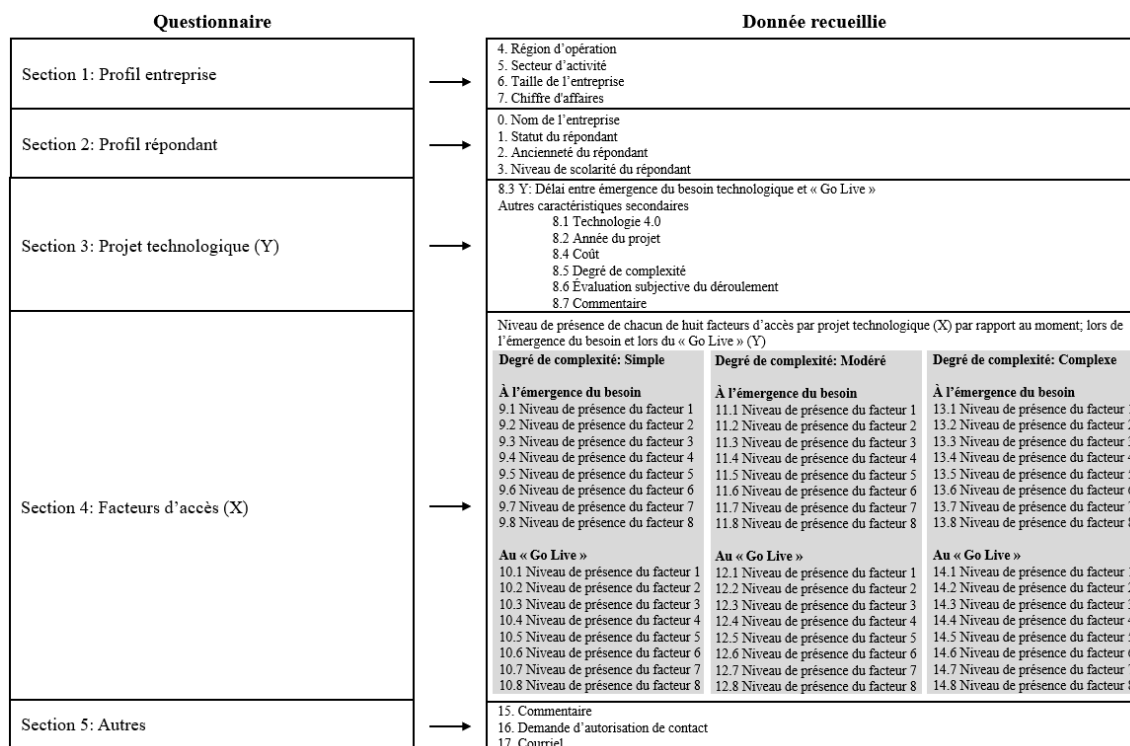 Questionnaire
Donnée recueillie
Section 1: Profil entreprise
4. Région d’opération
5. Secteur d’activité
6. Taille de l’entreprise
7. Chiffre d'affaires
Section 2: Profil répondant
0. Nom de l’entreprise
1. Statut du répondant
2. Ancienneté du répondant
3. Niveau de scolarité du répondant
Section 3: Projet technologique (Y)
8.3 Y: Délai entre émergence du besoin technologique et « Go Live »
Autres caractéristiques secondaires
8.1 Technologie 4.0
8.2 Année du projet
8.4 Coût
8.5 Degré de complexité
8.6 Évaluation subjective du déroulement
8.7 Commentaire
Section 4: Facteurs d’accès (X)
Niveau de présence de chacun de huit facteurs d’accès par projet technologique (X) par rapport au moment; lors de
l’émergence du besoin et lors du « Go Live » (Y)
Degré de complexité: Simple
À l’émergence du besoin
9.1 Niveau de présence du facteur 1
9.2 Niveau de présence du facteur 2
9.3 Niveau de présence du facteur 3
9.4 Niveau de présence du facteur 4
9.5 Niveau de présence du facteur 5
9.6 Niveau de présence du facteur 6
9.7 Niveau de présence du facteur 7
9.8 Niveau de présence du facteur 8
Au « Go Live »
10.1 Niveau de présence du facteur 1
10.2 Niveau de présence du facteur 2
10.3 Niveau de présence du facteur 3
10.4 Niveau de présence du facteur 4
10.5 Niveau de présence du facteur 5
10.6 Niveau de présence du facteur 6
10.7 Niveau de présence du facteur 7
10.8 Niveau de présence du facteur 8
Degré de complexité: Modéré
À l’émergence du besoin
11.1 Niveau de présence du facteur 1
11.2 Niveau de présence du facteur 2
11.3 Niveau de présence du facteur 3
11.4 Niveau de présence du facteur 4
11.5 Niveau de présence du facteur 5
11.6 Niveau de présence du facteur 6
11.7 Niveau de présence du facteur 7
11.8 Niveau de présence du facteur 8
Au « Go Live »
12.1 Niveau de présence du facteur 1
12.2 Niveau de présence du facteur 2
12.3 Niveau de présence du facteur 3
12.4 Niveau de présence du facteur 4
12.5 Niveau de présence du facteur 5
12.6 Niveau de présence du facteur 6
12.7 Niveau de présence du facteur 7
12.8 Niveau de présence du facteur 8
Degré de complexité: Complexe
À l’émergence du besoin
13.1 Niveau de présence du facteur 1
13.2 Niveau de présence du facteur 2
13.3 Niveau de présence du facteur 3
13.4 Niveau de présence du facteur 4
13.5 Niveau de présence du facteur 5
13.6 Niveau de présence du facteur 6
13.7 Niveau de présence du facteur 7
13.8 Niveau de présence du facteur 8
Au « Go Live »
14.1 Niveau de présence du facteur 1
14.2 Niveau de présence du facteur 2
14.3 Niveau de présence du facteur 3
14.4 Niveau de présence du facteur 4
14.5 Niveau de présence du facteur 5
14.6 Niveau de présence du facteur 6
14.7 Niveau de présence du facteur 7
14.8 Niveau de présence du facteur 8
Section 5: Autres
15. Commentaire
16. Demande d’autorisation de contact
17. Courriel